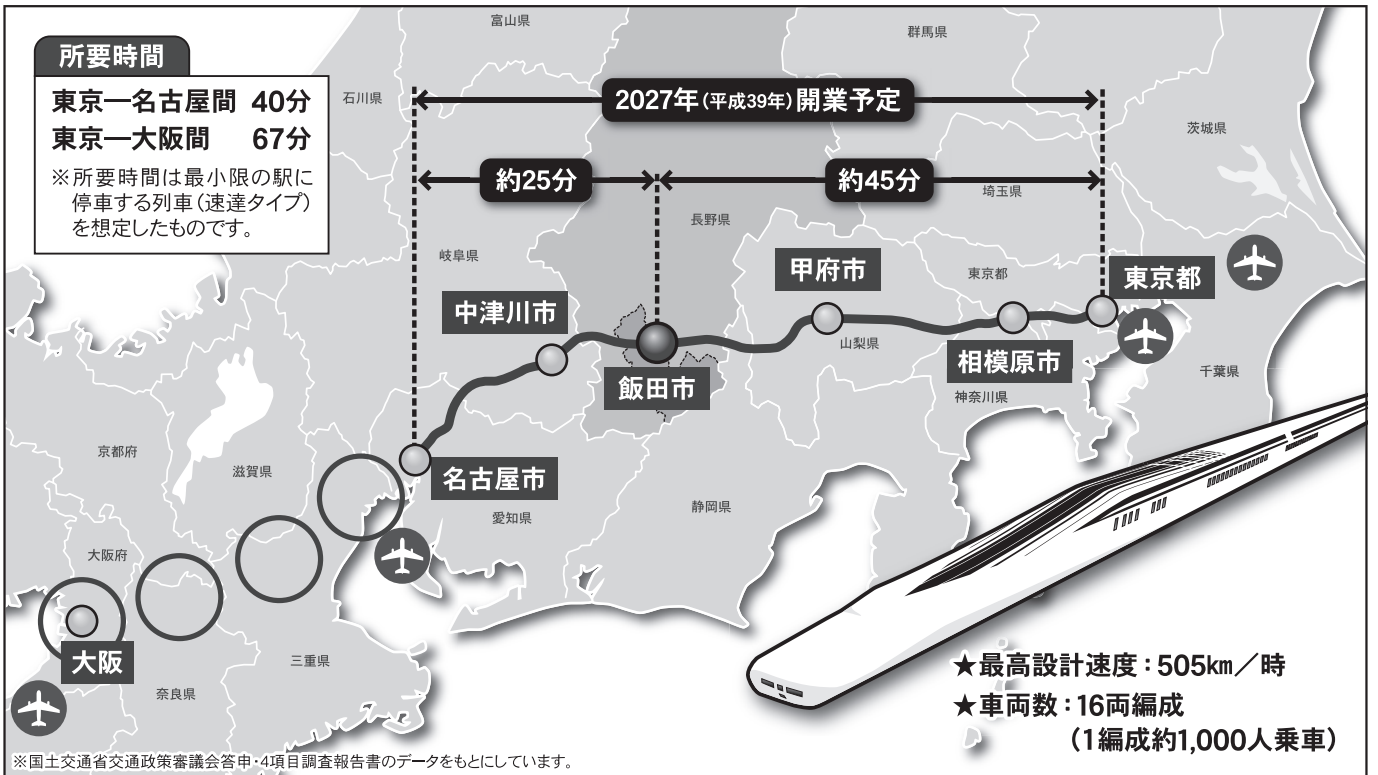 富山県
群馬県
所要時間
東京―名古屋間 40分
東京―大阪間 67分
※所要時間は最小限の駅に
停車する列車(速達タイプ)
を想定したものです。
石川県
2027年(平成39年)開業予定
茨城県
約25分
約45分
埼玉県
長野県
岐阜県
甲府市
東京都
東京都
中津川市
山梨県
相模原市
飯田市
千葉県
神奈川県
京都府
滋賀県
名古屋市
静岡県
愛知県
大阪府
大阪
三重県
奈良県
★最高設計速度:505㎞/時
★車両数:16両編成
(1編成約1,000人乗車)
※国土交通省交通政策審議会答申・4項目調査報告書のデータをもとにしています。